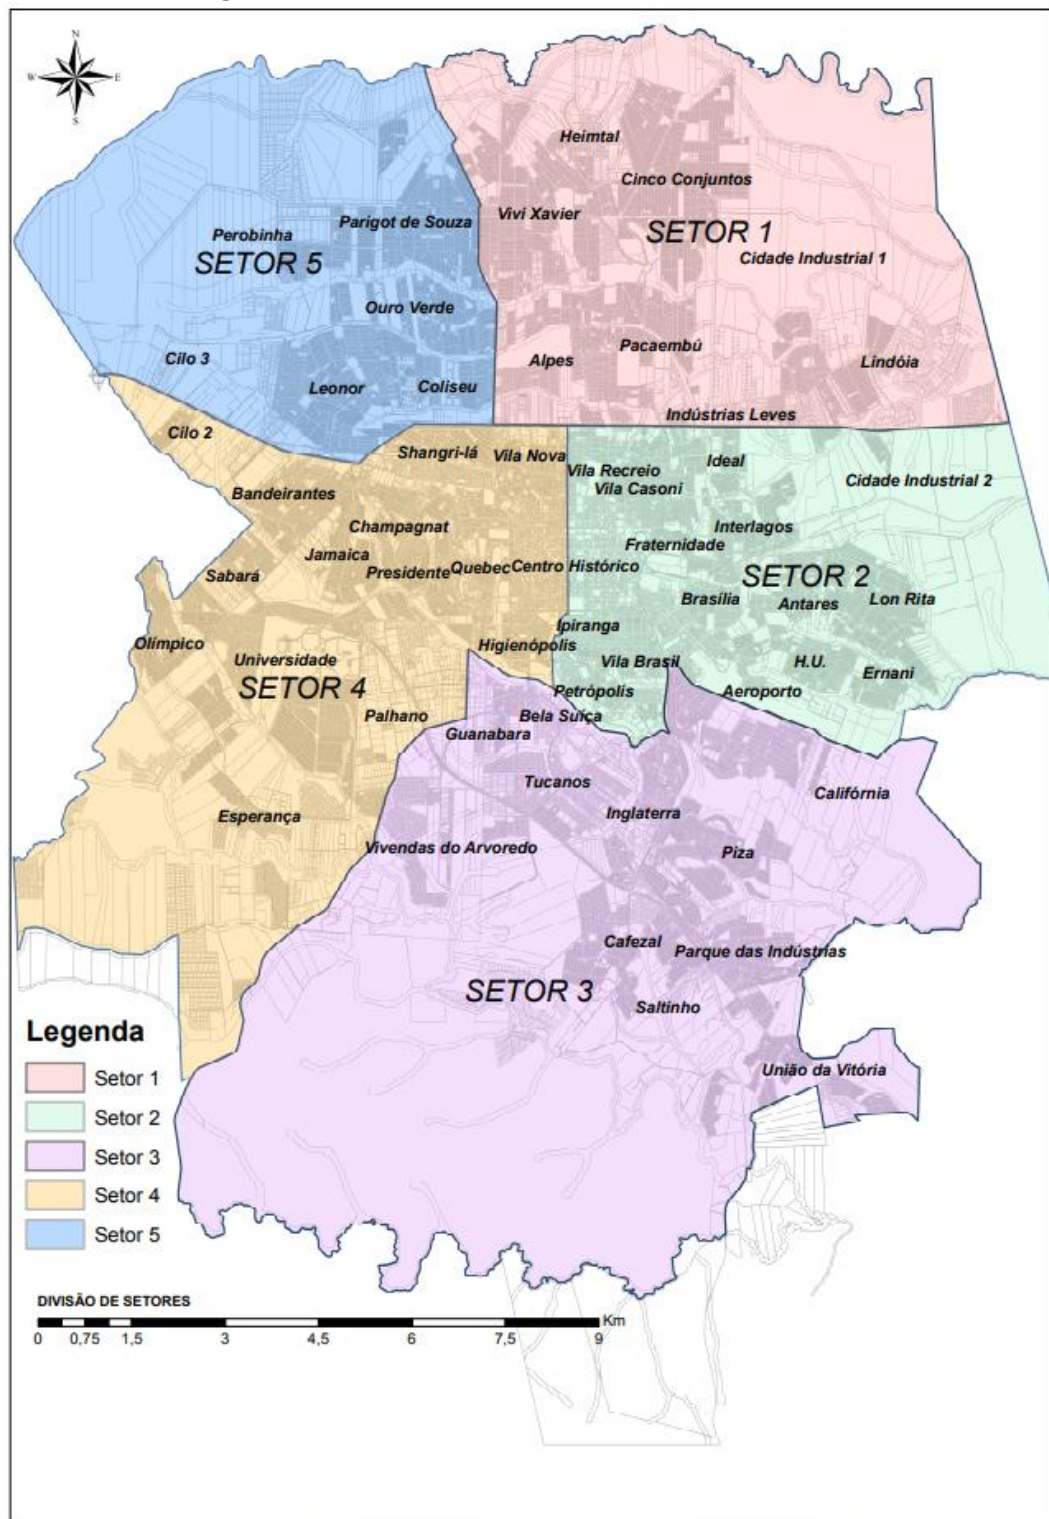 N
W
E
S
Heimtal
Cinco Conjuntos
Vivi Xavier
SETOR 1
Cidade Industrial 1
Pacaembú
Alpes
Lindóia
Indústrias Leves
Parigot de Souza
Perobinha
SETOR 5
Ouro Verde
Cilo 3
Leonor
Coliseu
Cilo 2
Shangri-lá
Vila Nova
Bandeirantes
Champagnat
Jamaica
Presidente
Quebec
Centro Histórico
Sabará
Olímpico
Higienópolis
Universidade
SETOR 4
Palhano
Esperança
Vila Recreio
Ideal
Vila Casoni
Cidade Industrial 2
Interlagos
Fraternidade
SETOR 2
Brasília
Antares
Lon Rita
Ipiranga
Vila Brasil
H.U.
Ernani
Petrópolis
Aeroporto
Bela Suíça
Guanabara
Tucanos
Califórnia
Inglaterra
Vivendas do Arvoredo
Piza
Cafezal
Parque das Indústrias
SETOR 3
Saltinho
União da Vitória
Legenda
Setor 1
Setor 2
Setor 3
Setor 4
Setor 5
DIVISÃO DE SETORES
Km
0 0,75 1,5 3 4,5 6 7,5 9